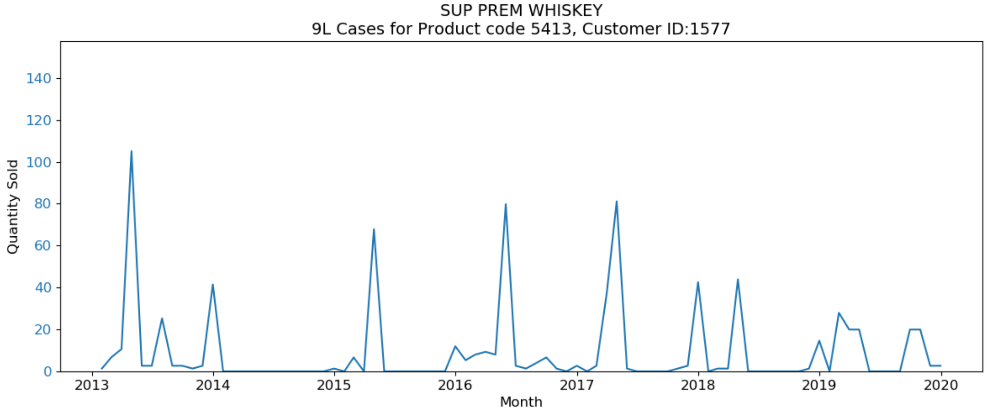 SUP PREM WHISKEY
9L Cases for Product code 5413, Customer ID:1577
140
120
100
80
60
40
20
0
Quantity Sold
2013 2014 2015 2016 2017 2018 2019 2020
Month